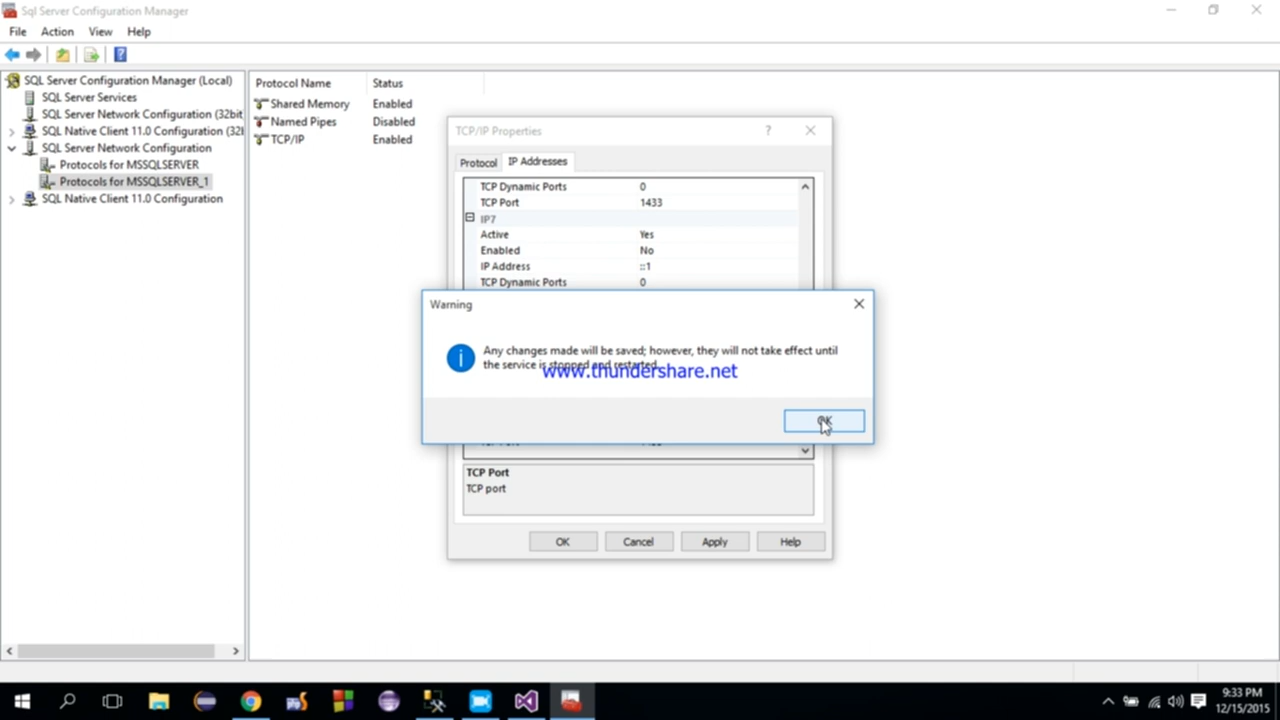 Sql Server Configuration Manager
File Action View Help
SQL Server Configuration Manager (Local)
SQL Server Services
SQL Server Network Configuration (32bit
SQL Native Client 11.0 Configuration (32l
SQL Server Network Configuration
Protocols for MSSQLSERVER
Protocols for MSSQLSERVER_1
SQL Native Client 11.0 Configuration
Protocol Name Status
Shared Memory Enabled
Named Pipes Disabled
TCP/IP Enabled
TCP/IP Properties
Protocol IP Addresses
TCP Dynamic Ports 0
TCP Port 1433
IP7
Active Yes
Enabled No
IP Address ::1
TCP Dynamic Ports 0
Warning
Any changes made will be saved; however, they will not take effect until
the service is stopped and restarted.
www.thundershare.net
OK
TCP Port
TCP port
OK Cancel Apply Help
9:33 PM
12/15/2015